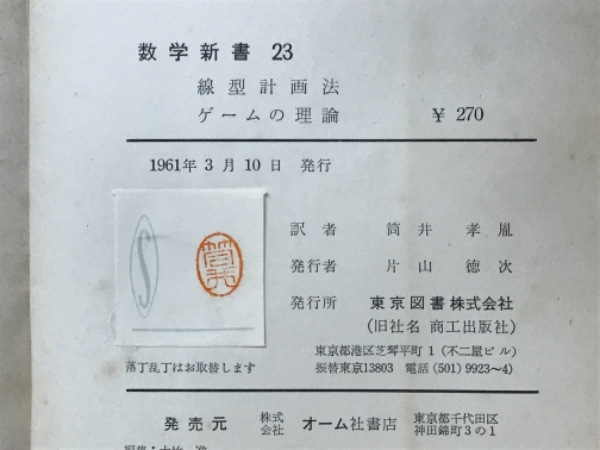 数学新書 23
線型計画法
ゲームの理論 ¥ 270
1961年 3月 10日 発行
訳者 筒井 孝胤
発行者 片山 徳次
発行所 東京図書株式会社
(旧社名 商工出版社)
東京都港区芝琴平町 1 (不二屋ビル)
振替東京13803 電話(501) 9923~4)
落丁乱丁はお取替します
発売元 株式会社 オーム社書店 東京都千代田区
神田錦町3の1